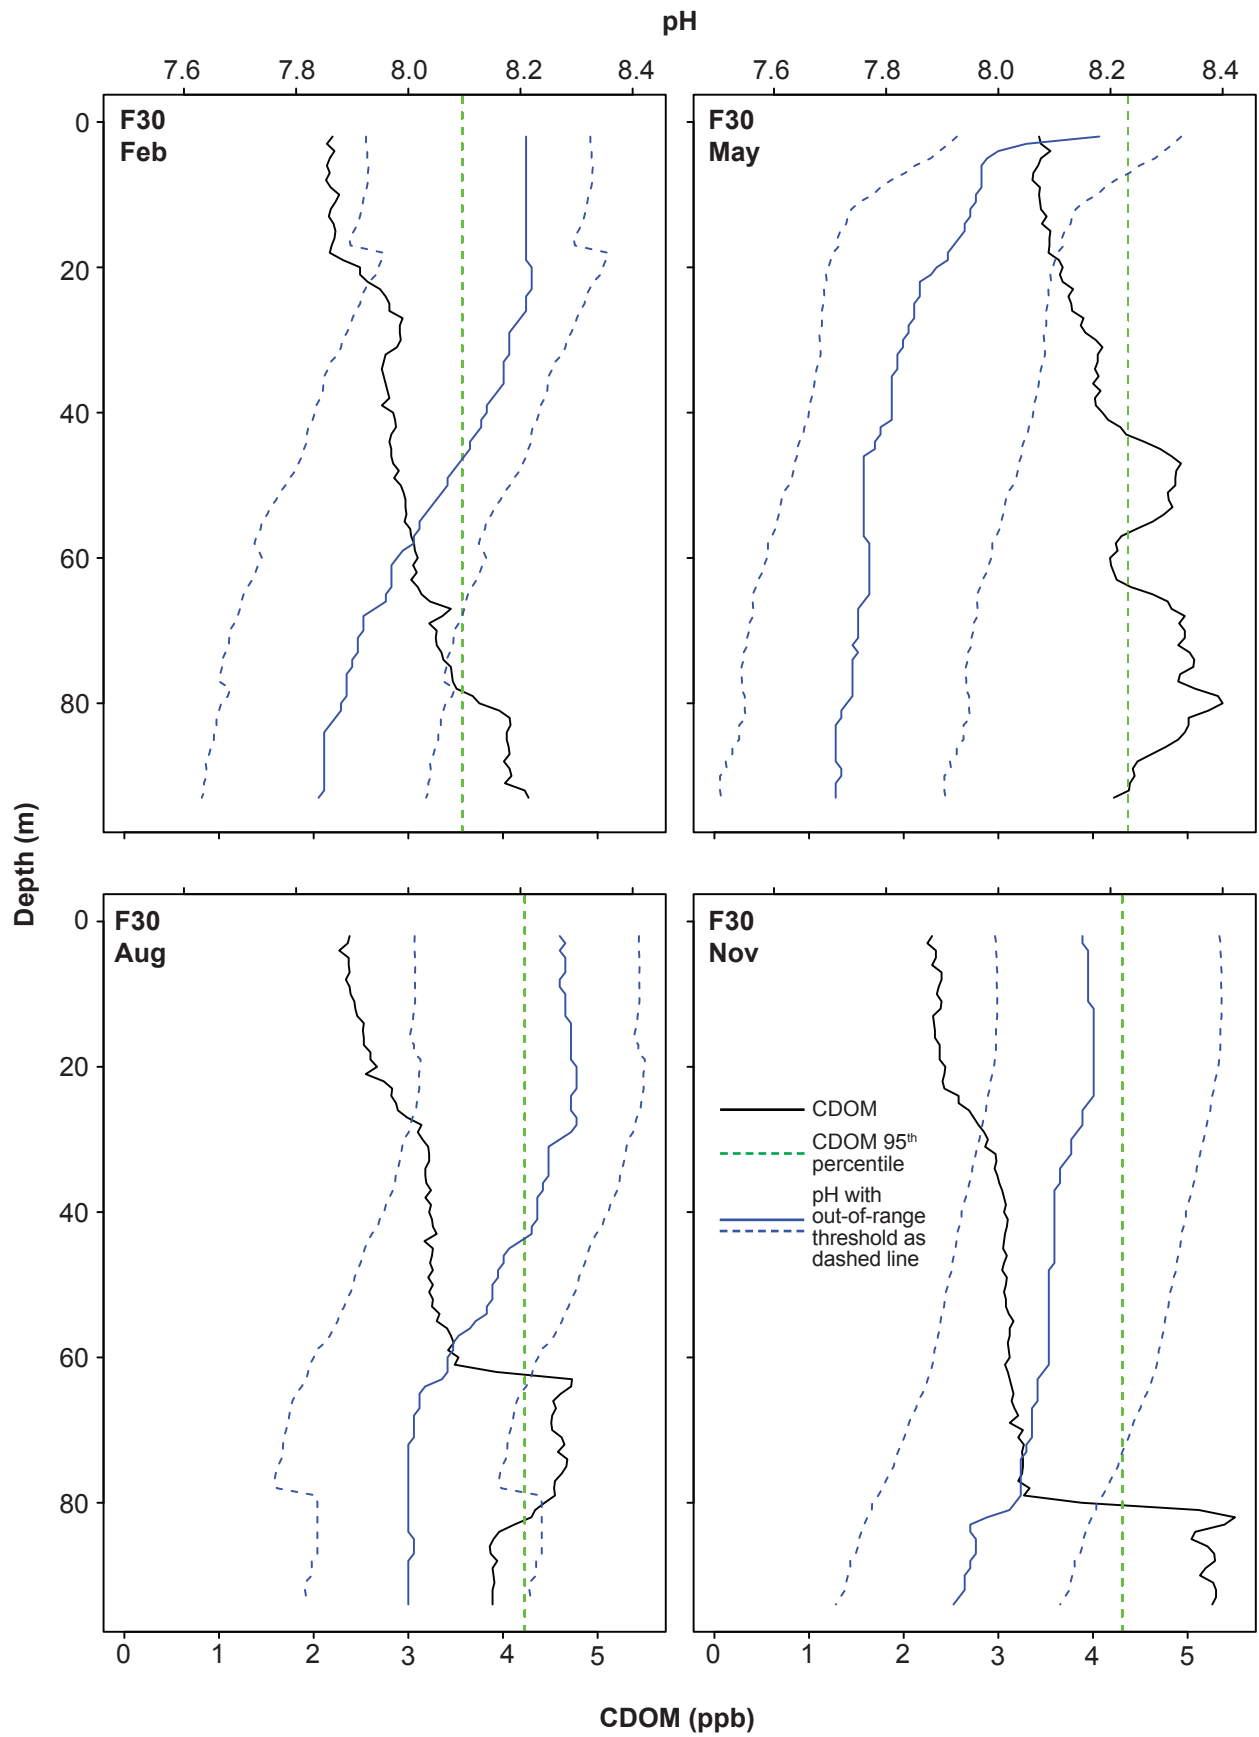 pH
7.6 7.8 8.0 8.2 8.4 7.6 7.8 8.0 8.2 8.4
F30
Feb
F30
May
0
20
40
60
80
Depth (m)
F30
Aug
F30
Nov
0
20
40
60
80
CDOM
CDOM 95th
percentile
pH with
out-of-range
threshold as
dashed line
0 1 2 3 4 5 0 1 2 3 4 5
CDOM (ppb)